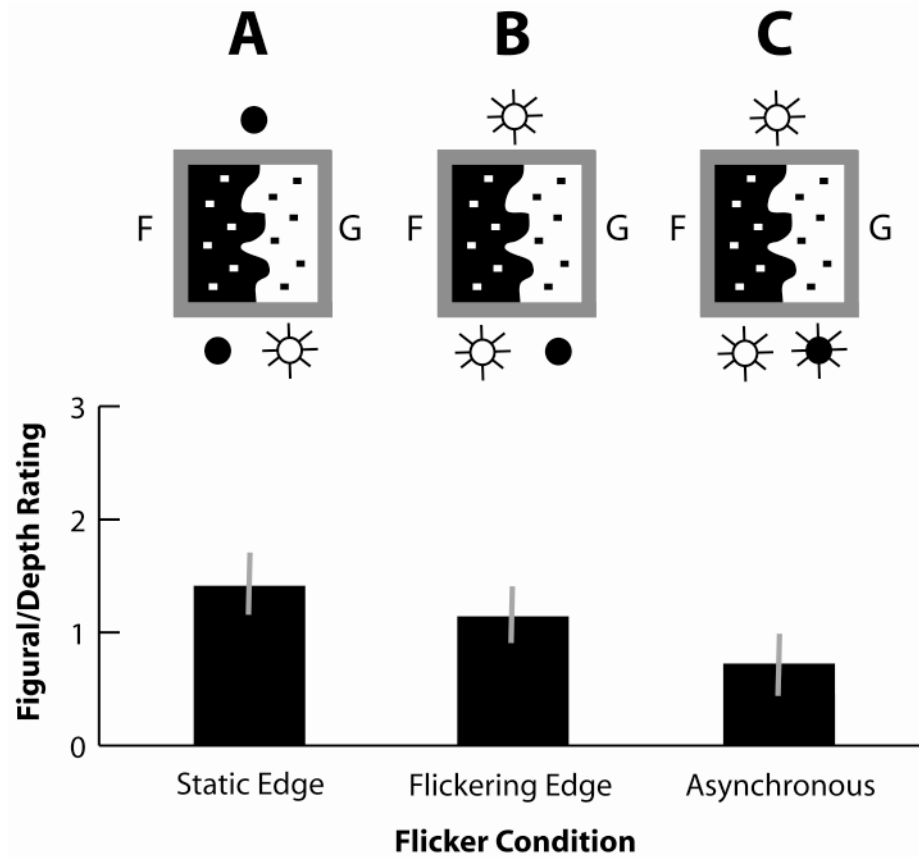 A B C
F G F G F G
3
2
1
0
Figural/Depth Rating
Static Edge Flickering Edge Asynchronous
Flicker Condition